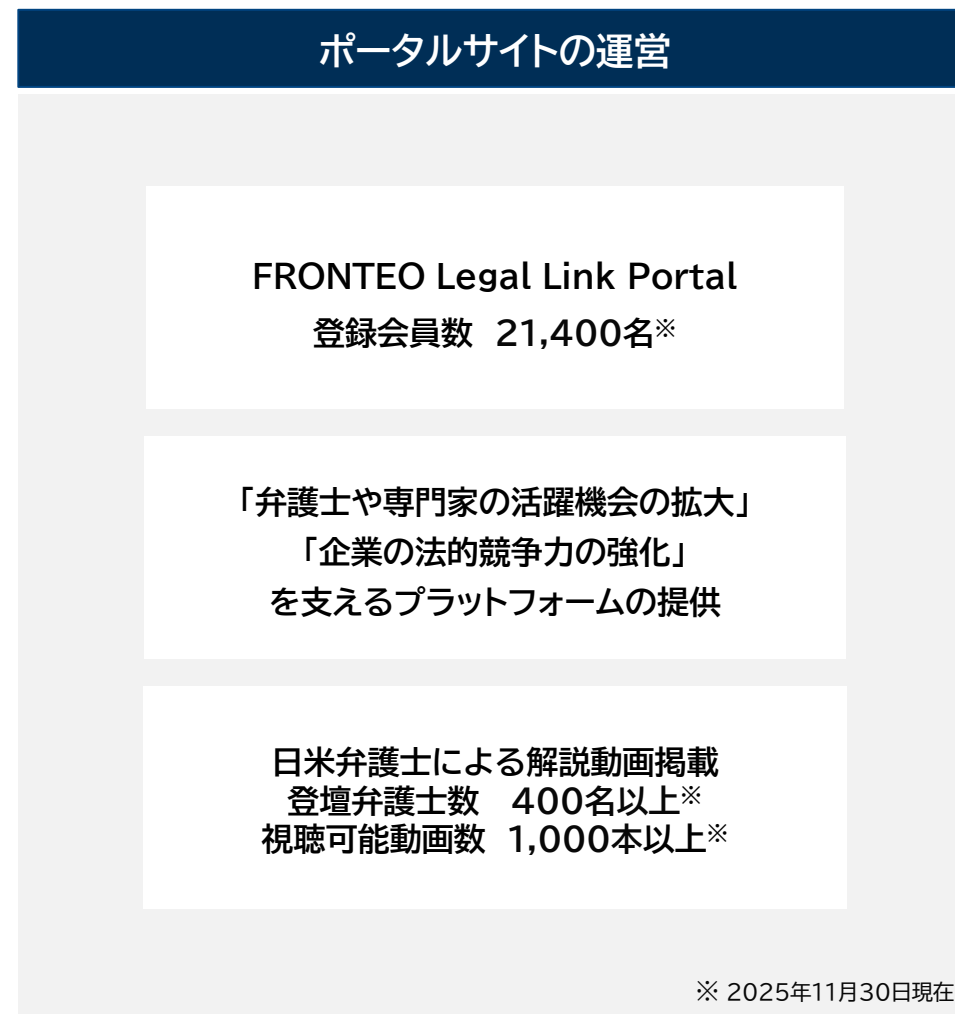 ポータルサイトの運営
FRONTEO Legal Link Portal
登録会員数 21,400名※
「弁護士や専門家の活躍機会の拡大」
「企業の法的競争力の強化」
を支えるプラットフォームの提供
日米弁護士による解説動画掲載
登壇弁護士数　400名以上※
視聴可能動画数 1,000本以上※
※ 2025年11月30日現在